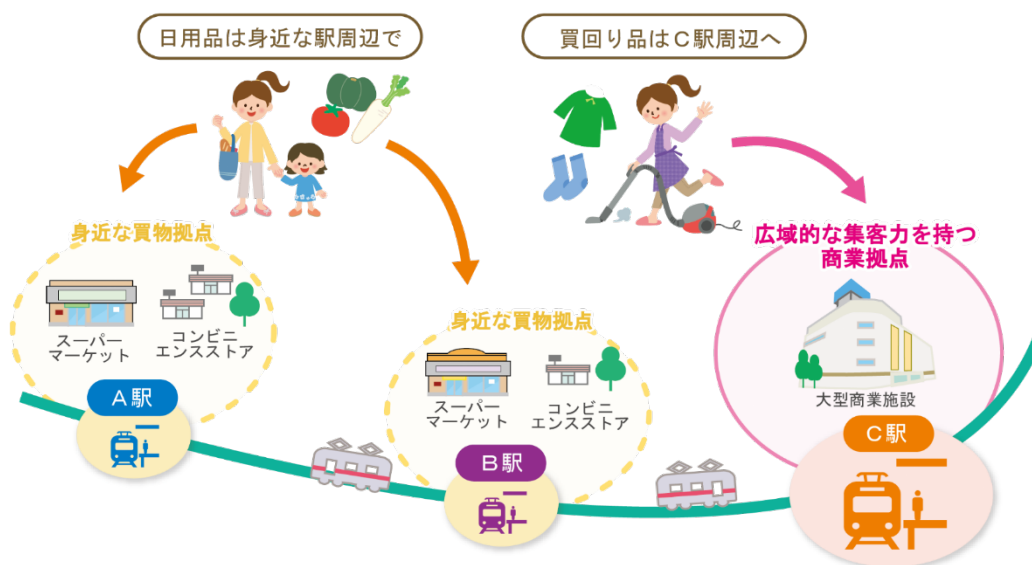 日用品は身近な駅周辺で
買回り品はC駅周辺へ
身近な買物拠点
スーパー
マーケット
コンビニ
エンスストア
A駅
身近な買物拠点
スーパー
マーケット
コンビニ
エンスストア
B駅
広域的な集客力を持つ
商業拠点
大型商業施設
C駅